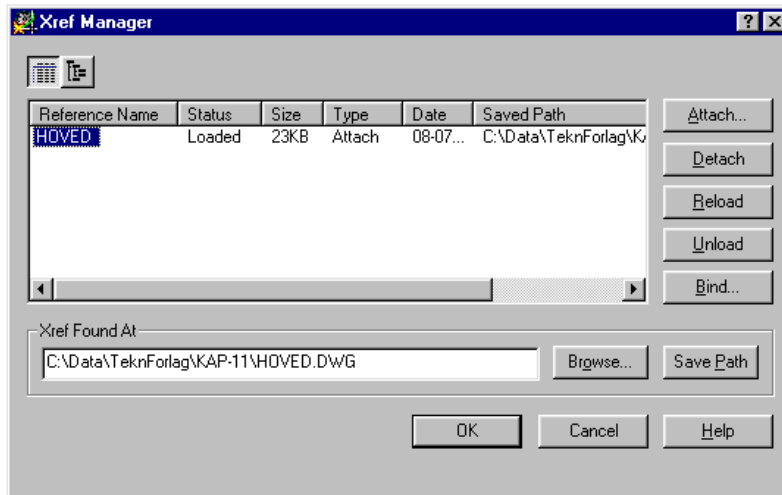 Xref Manager
Reference Name Status Size Type Date Saved Path
HOVED Loaded 23KB Attach 08-07... C:\Data\TeknForlag\KA
Attach...
Detach
Reload
Unload
Bind...
Xref Found At
C:\Data\TeknForlag\KAP-11\HOVED.DWG Browse... Save Path
OK Cancel Help